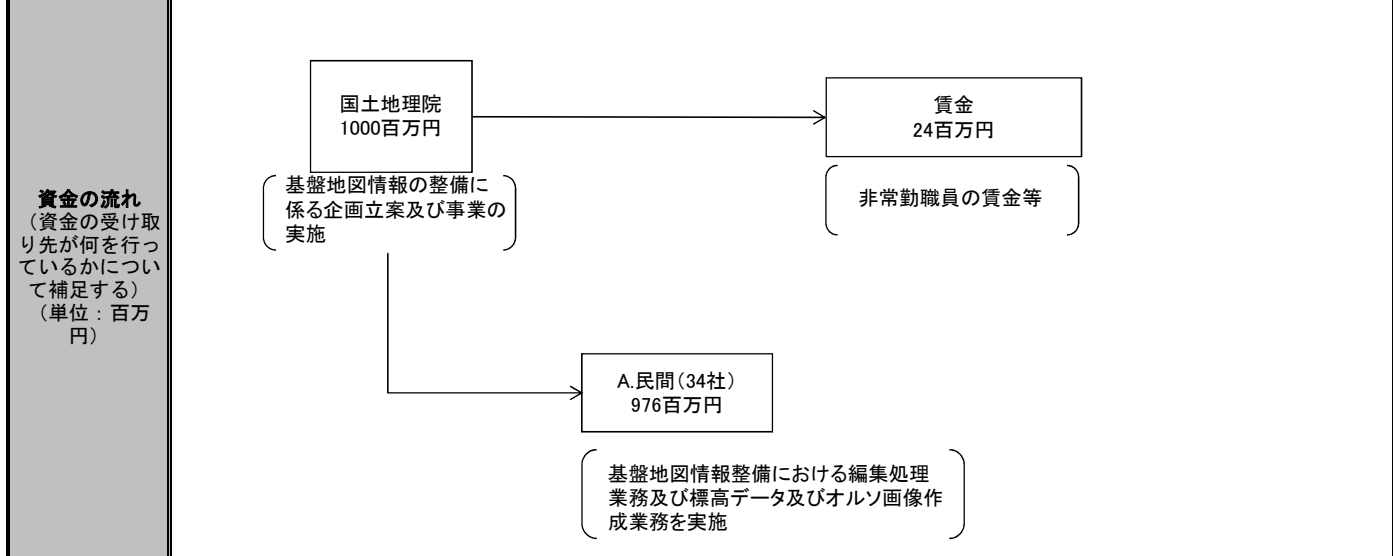 資金の流れ
（資金の受け取
り先が何を行っ
ているかについ
て補足する）
（単位：百万
円）
国土地理院
1000百万円
基盤地図情報の整備に
係る企画立案及び事業の
実施
賃金
24百万円
非常勤職員の賃金等
A.民間（34社）
976百万円
基盤地図情報整備における編集処理
業務及び標高データ及びオルソ画像作
成業務を実施